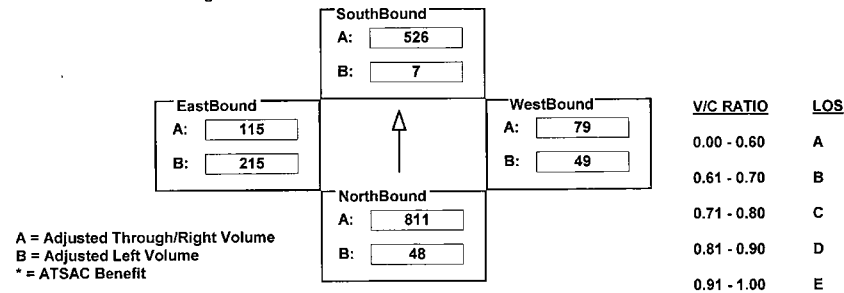 SouthBound
A: 526
B: 7
EastBound
A: 115
B: 215
WestBound
A: 79
B: 49
NorthBound
A: 811
B: 48
A = Adjusted Through/Right Volume
B = Adjusted Left Volume
* = ATSAC Benefit
V/C RATIO LOS
0.00 - 0.60 A
0.61 - 0.70 B
0.71 - 0.80 C
0.81 - 0.90 D
0.91 - 1.00 E